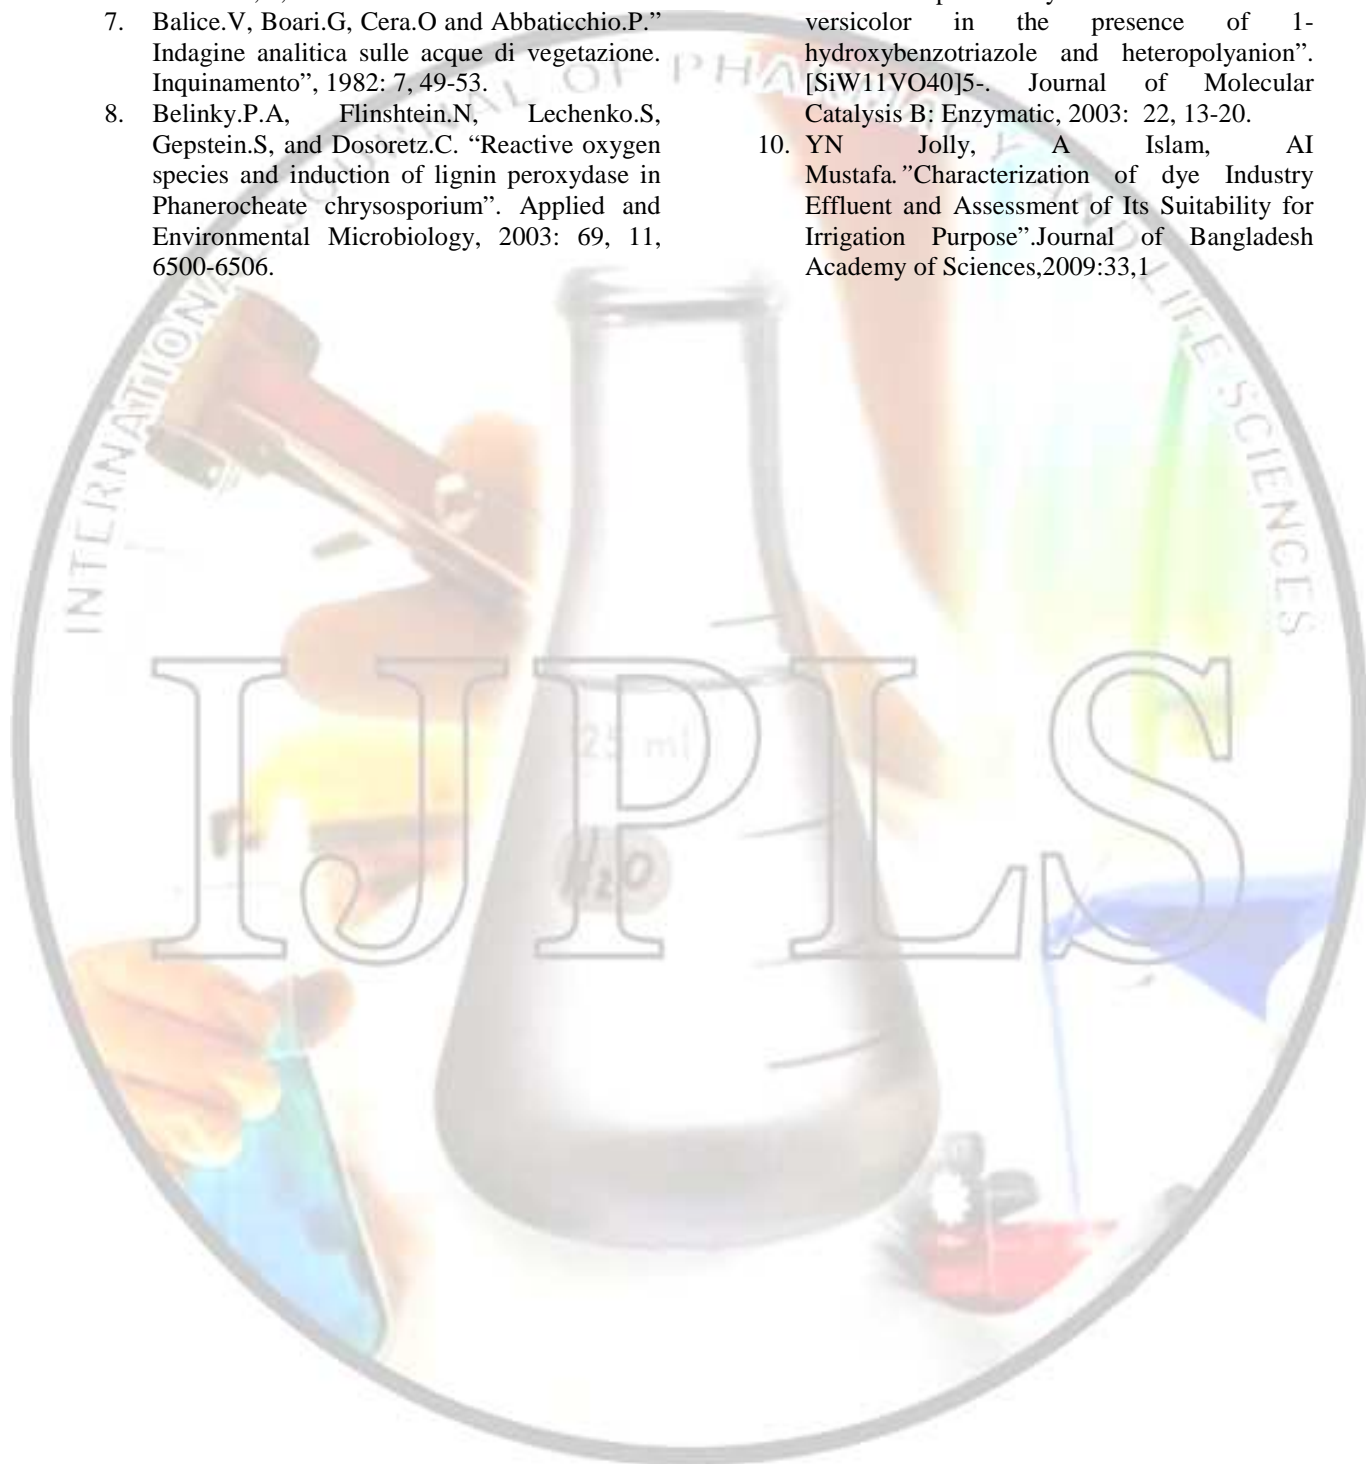 7. Balice.V, Boari.G, Cera.O and Abbaticchio.P.”
Indagine analitica sulle acque di vegetazione.
Inquinamento”, 1982: 7, 49-53.
8. Belinky.P.A, Flinshtein.N, Lechenko.S,
Gepstein.S, and Dosoretz.C. “Reactive oxygen
species and induction of lignin peroxydase in
Phanerocheate chrysosporium”. Applied and
Environmental Microbiology, 2003: 69, 11,
6500-6506.
versicolor in the presence of 1-
hydroxybenzotriazole and heteropolyanion”.
[SiW11VO40]5-. Journal of Molecular
Catalysis B: Enzymatic, 2003: 22, 13-20.
10. YN Jolly, A Islam, AI
Mustafa.”Characterization of dye Industry
Effluent and Assessment of Its Suitability for
Irrigation Purpose”.Journal of Bangladesh
Academy of Sciences,2009:33,1
INTERNATIONAL JOURNAL OF PHARMACY AND LIFE SCIENCES
25 ml
H2O
IJPLS